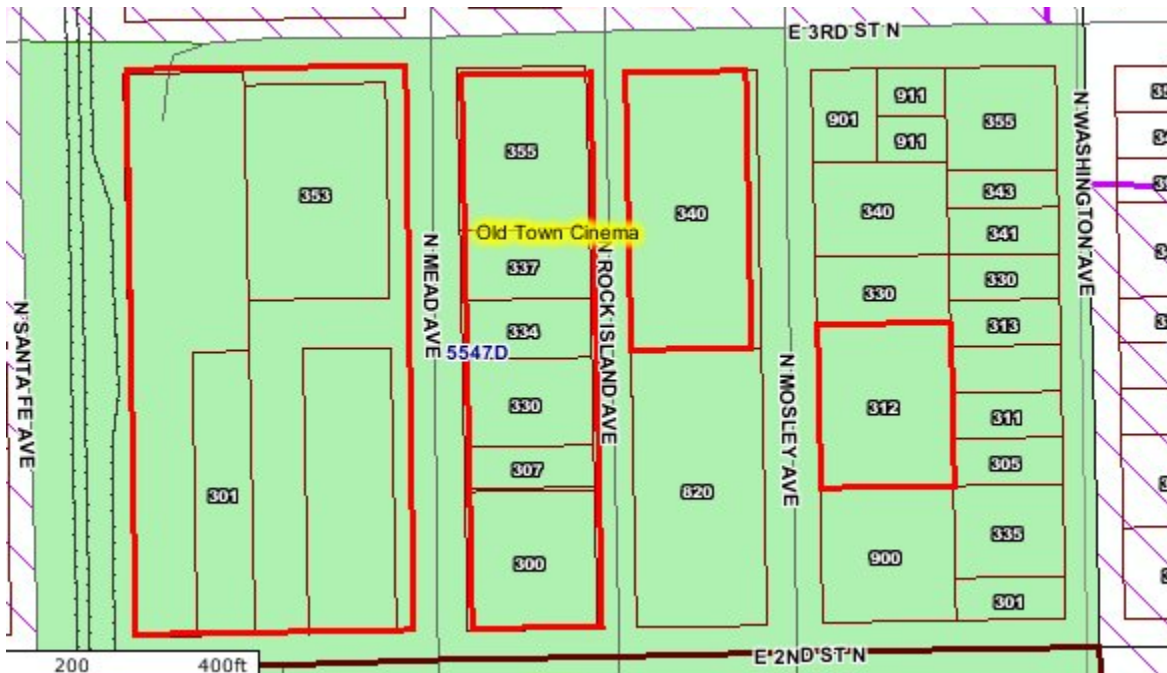 E 3RD ST N
911
901
911
355
355
353
340
340
343
341
Old Town Cinema
337
330
330
334
313
5547.D
N SANTA FE AVE
N MEAD AVE
N ROCK ISLAND AVE
N MOSLEY AVE
N WASHINGTON AVE
330
312
311
307
305
301
820
335
300
900
301
E 2ND ST N
200
400ft